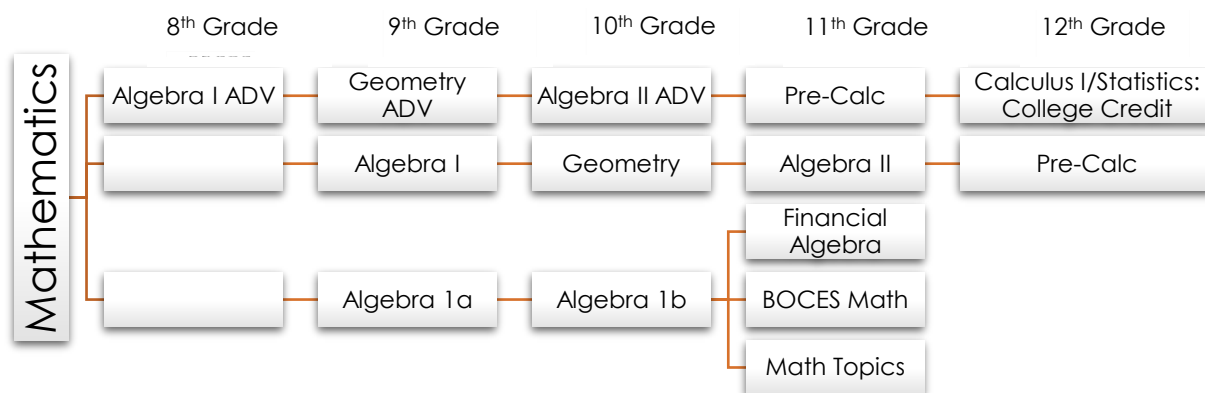 8th Grade
9th Grade
10th Grade
11th Grade
12th Grade
Mathematics
Algebra I ADV
Geometry
ADV
Algebra II ADV
Pre-Calc
Calculus I/Statistics:
College Credit
Algebra I
Geometry
Algebra II
Pre-Calc
Financial
Algebra
Algebra 1a
Algebra 1b
BOCES Math
Math Topics